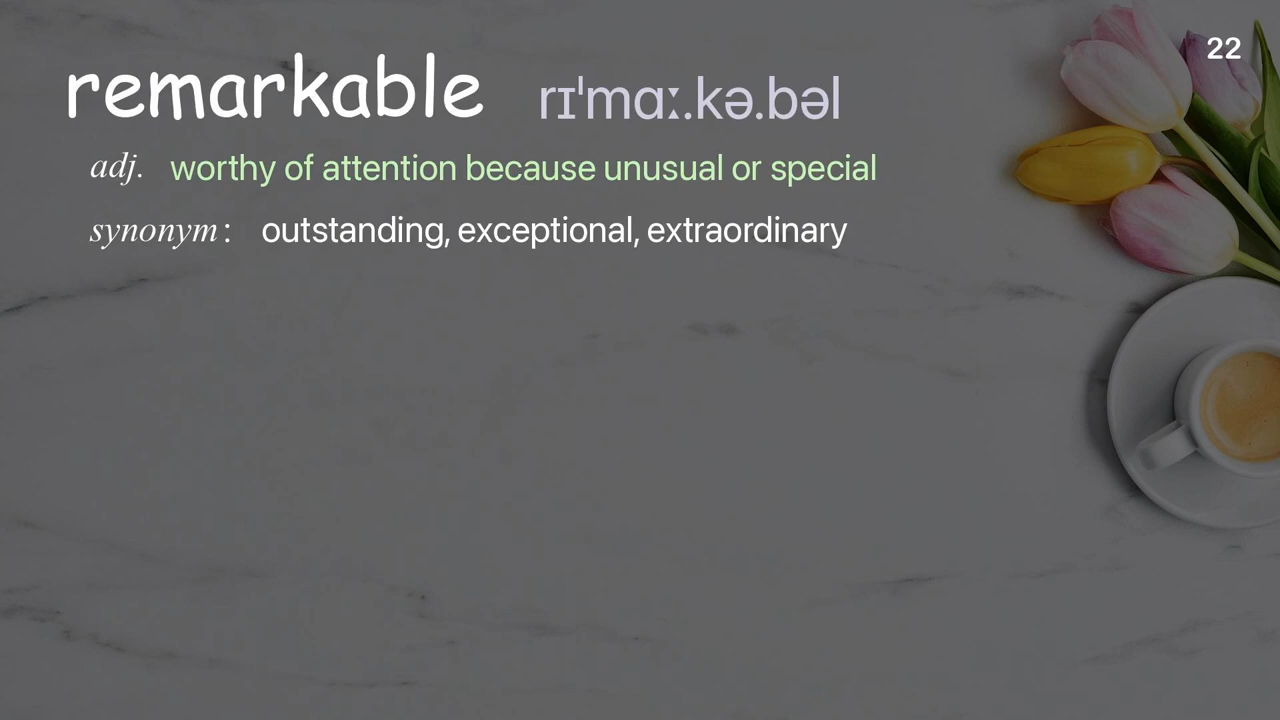 22
remarkable rɪˈmɑː.kə.bəl
adj. worthy of attention because unusual or special
synonym: outstanding, exceptional, extraordinary